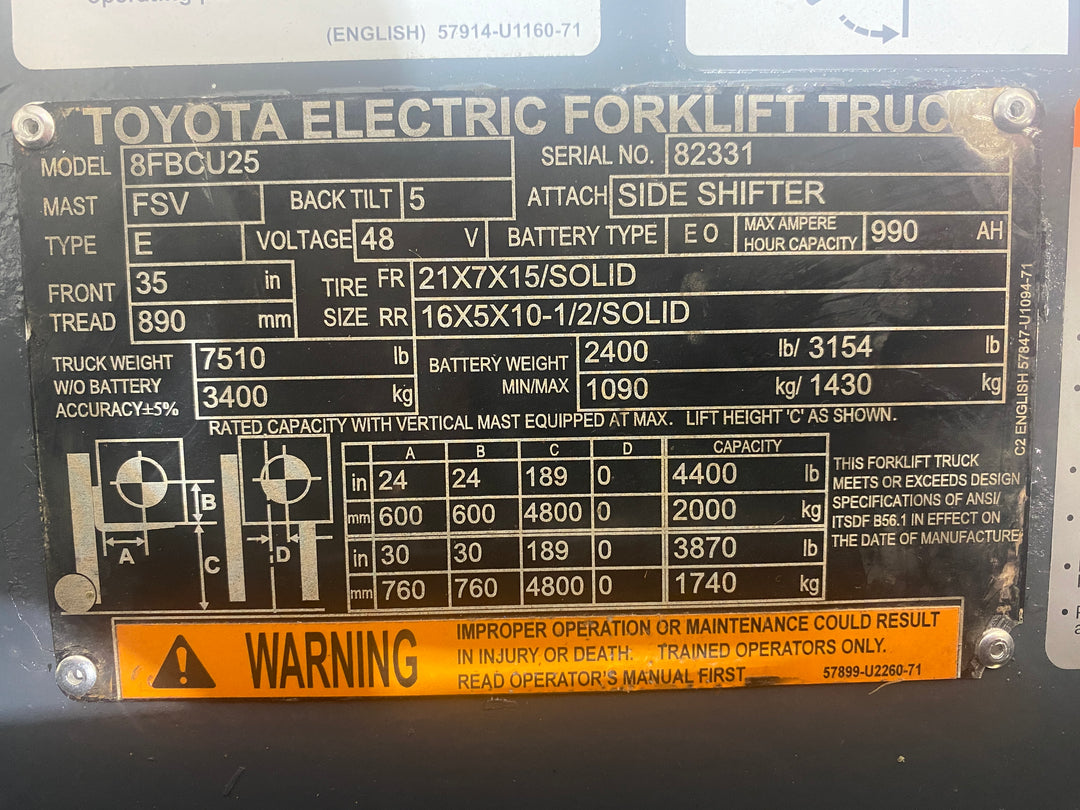 (ENGLISH) 57914-U1160-71
TOYOTA ELECTRIC FORKLIFT TRUC
MODEL 8FBCU25 SERIAL NO. 82331
MAST FSV BACK TILT 5 ATTACH SIDE SHIFTER
TYPE E VOLTAGE 48 V BATTERY TYPE E O MAX AMPERE HOUR CAPACITY 990 AH
FRONT TREAD 35 in TIRE SIZE FR 21X7X15/SOLID
890 mm RR 16X5X10-1/2/SOLID
TRUCK WEIGHT W/O BATTERY ACCURACY±5% 7510 lb BATTERY WEIGHT MIN/MAX 2400 lb/ 3154 lb
3400 kg 1090 kg/ 1430 kg
RATED CAPACITY WITH VERTICAL MAST EQUIPPED AT MAX. LIFT HEIGHT 'C' AS SHOWN.
A B C D CAPACITY
in 24 24 189 0 4400 lb
mm 600 600 4800 0 2000 kg
in 30 30 189 0 3870 lb
mm 760 760 4800 0 1740 kg
B
A
C
D
THIS FORKLIFT TRUCK
MEETS OR EXCEEDS DESIGN
SPECIFICATIONS OF ANSI/
ITSDF B56.1 IN EFFECT ON
THE DATE OF MANUFACTURE
C2 ENGLISH 57847-U1094-71
WARNING
IMPROPER OPERATION OR MAINTENANCE COULD RESULT
IN INJURY OR DEATH. TRAINED OPERATORS ONLY.
READ OPERATOR'S MANUAL FIRST
57899-U2260-71